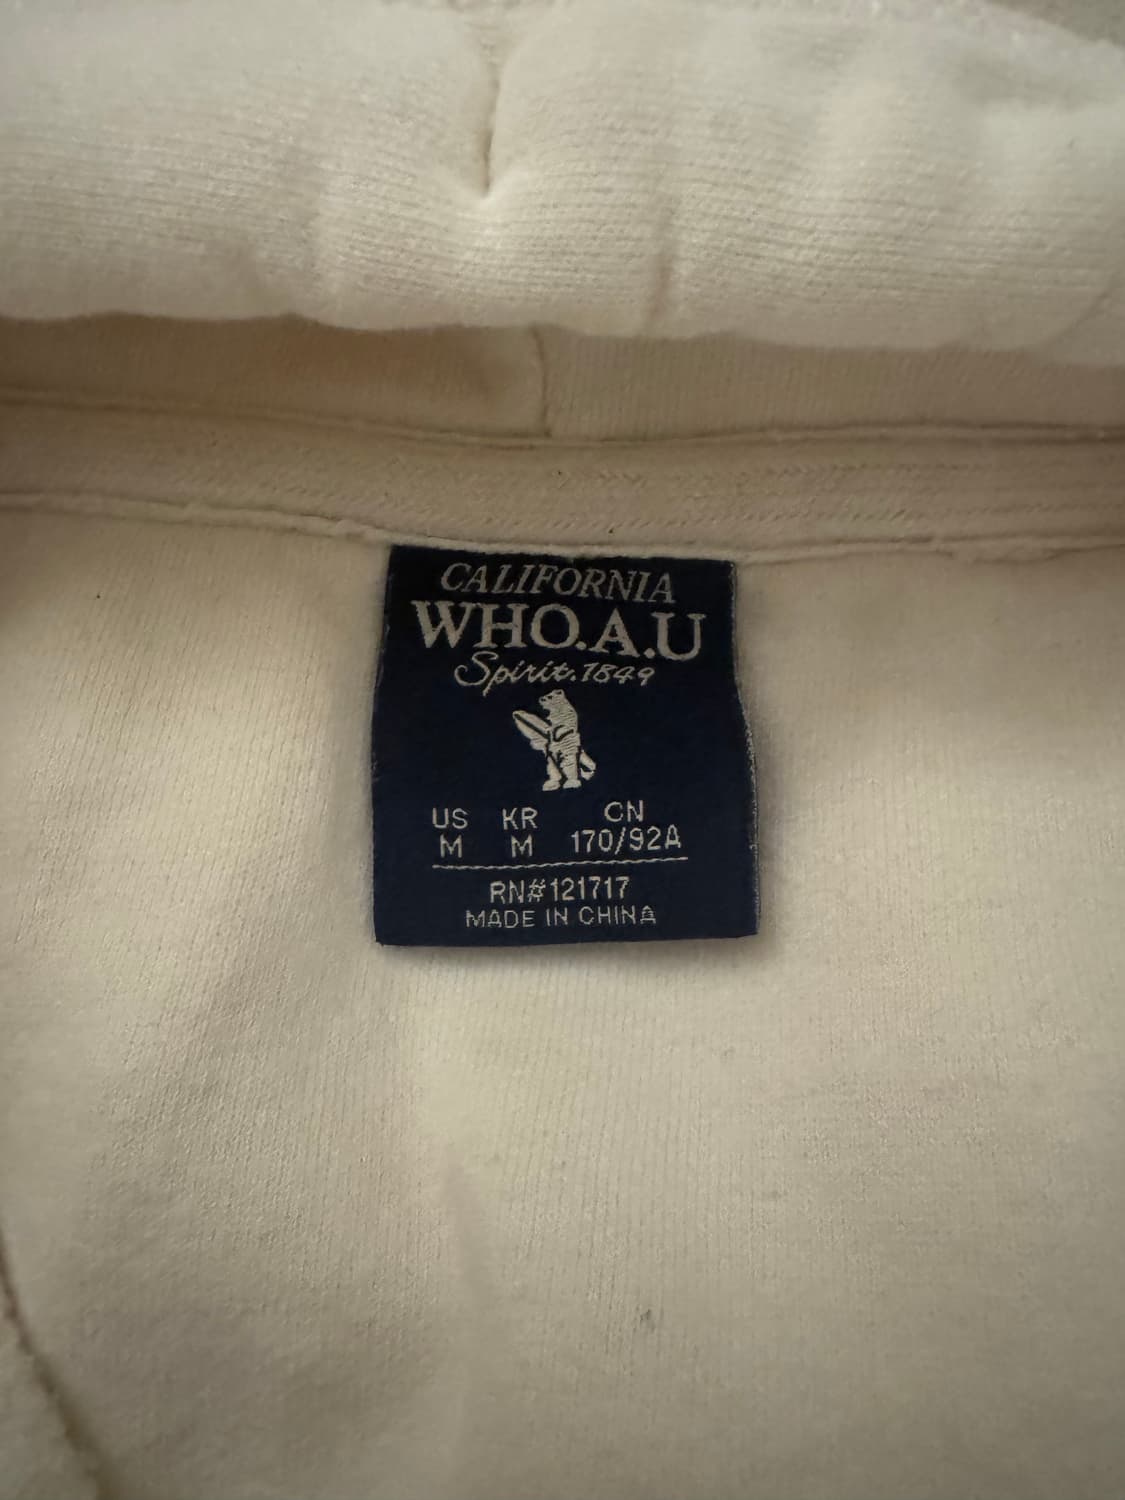 CALIFORNIA
WHO.A.U
Spirit.1849
US KR CN
M M 170/92A
RN#121717
MADE IN CHINA